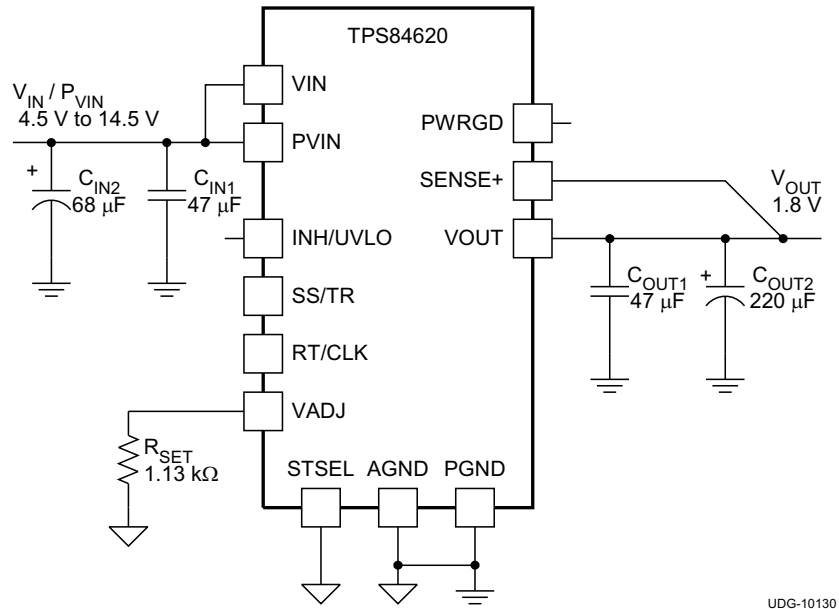 TPS84620
VIN
V_IN / P_VIN
4.5 V to 14.5 V
PWRGD
PVIN
+
C_IN2
68 μF
C_IN1
47 μF
SENSE+
V_OUT
1.8 V
INH/UVLO
VOUT
SS/TR
C_OUT1
47 μF
+
C_OUT2
220 μF
RT/CLK
VADJ
R_SET
1.13 kΩ
STSEL
AGND
PGND
UDG-10130